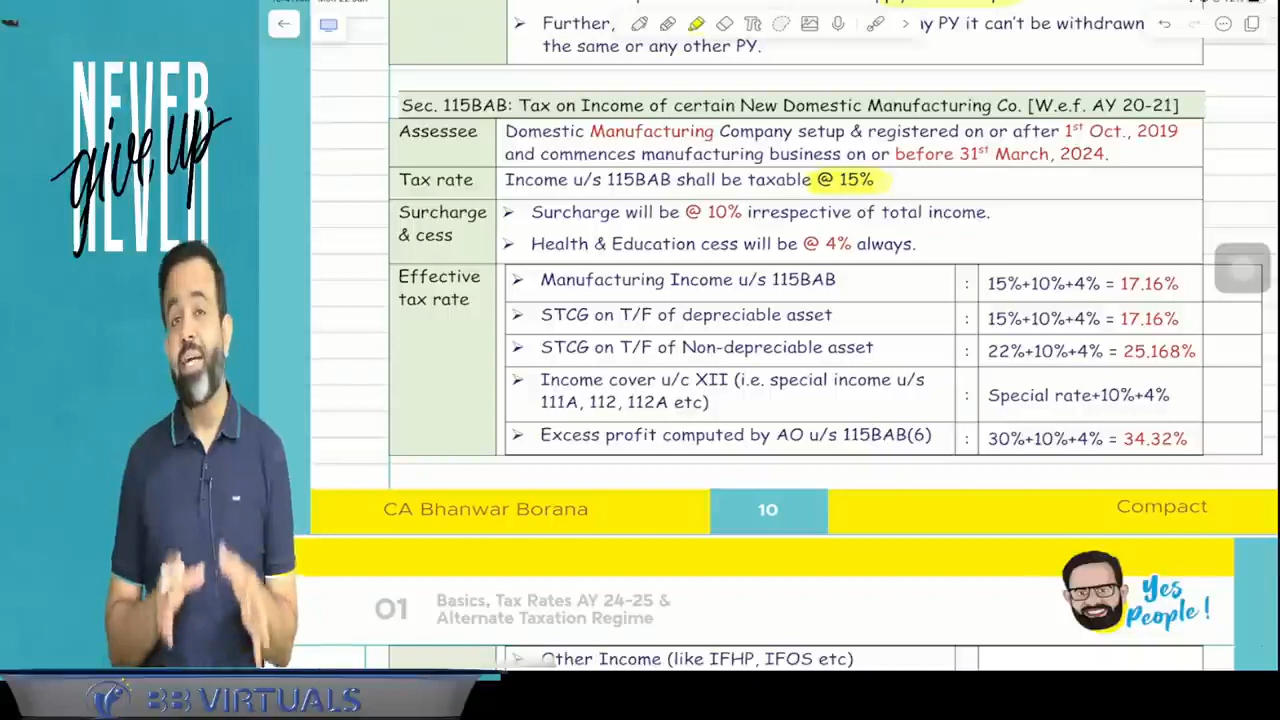 NEVER
give up
NEVER
Further,
ny PY it can't be withdrawn
the same or any other PY.
Sec. 115BAB: Tax on Income of certain New Domestic Manufacturing Co. [W.e.f. AY 20-21]
Assessee
Domestic Manufacturing Company setup & registered on or after 1st Oct., 2019
and commences manufacturing business on or before 31st March, 2024.
Tax rate
Income u/s 115BAB shall be taxable @ 15%
Surcharge
& cess
Surcharge will be @ 10% irrespective of total income.
Health & Education cess will be @ 4% always.
Effective
tax rate
Manufacturing Income u/s 115BAB : 15%+10%+4% = 17.16%
STCG on T/F of depreciable asset : 15%+10%+4% = 17.16%
STCG on T/F of Non-depreciable asset : 22%+10%+4% = 25.168%
Income cover u/c XII (i.e. special income u/s
111A, 112, 112A etc) : Special rate+10%+4%
Excess profit computed by AO u/s 115BAB(6) : 30%+10%+4% = 34.32%
CA Bhanwar Borana 10 Compact
01
Basics, Tax Rates AY 24-25 &
Alternate Taxation Regime
Yes
People !
Other Income (like IFHP, IFOS etc)
BB VIRTUALS